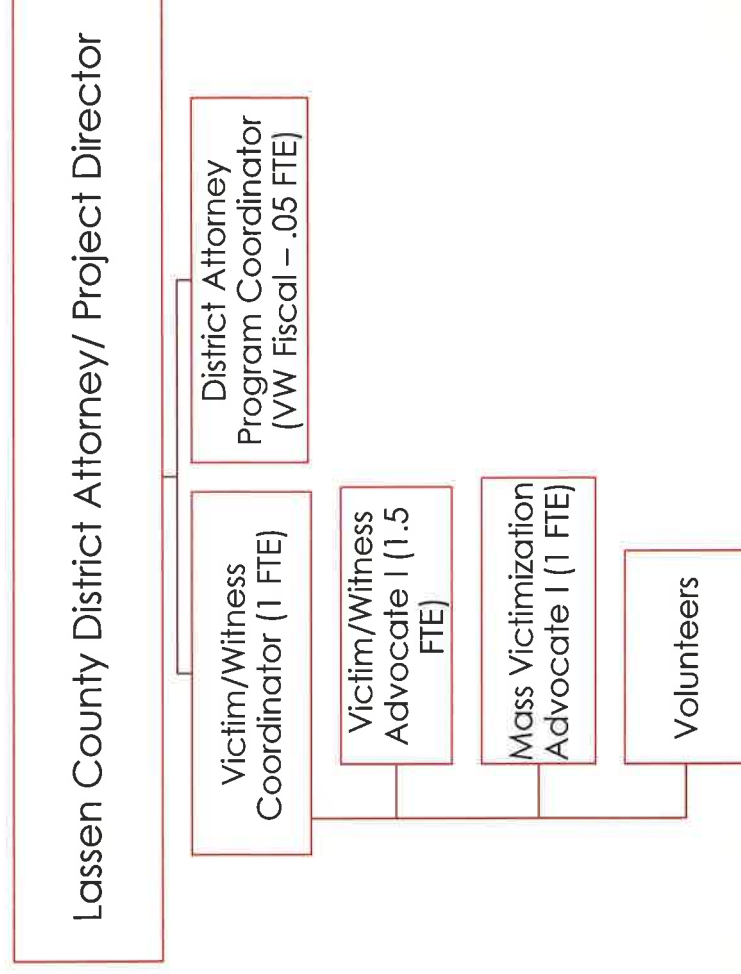 Lassen County District Attorney/ Project Director
Victim/Witness
Coordinator (1 FTE)
District Attorney
Program Coordinator
(VW Fiscal – .05 FTE)
Victim/Witness
Advocate I (1.5
FTE)
Mass Victimization
Advocate I (1 FTE)
Volunteers